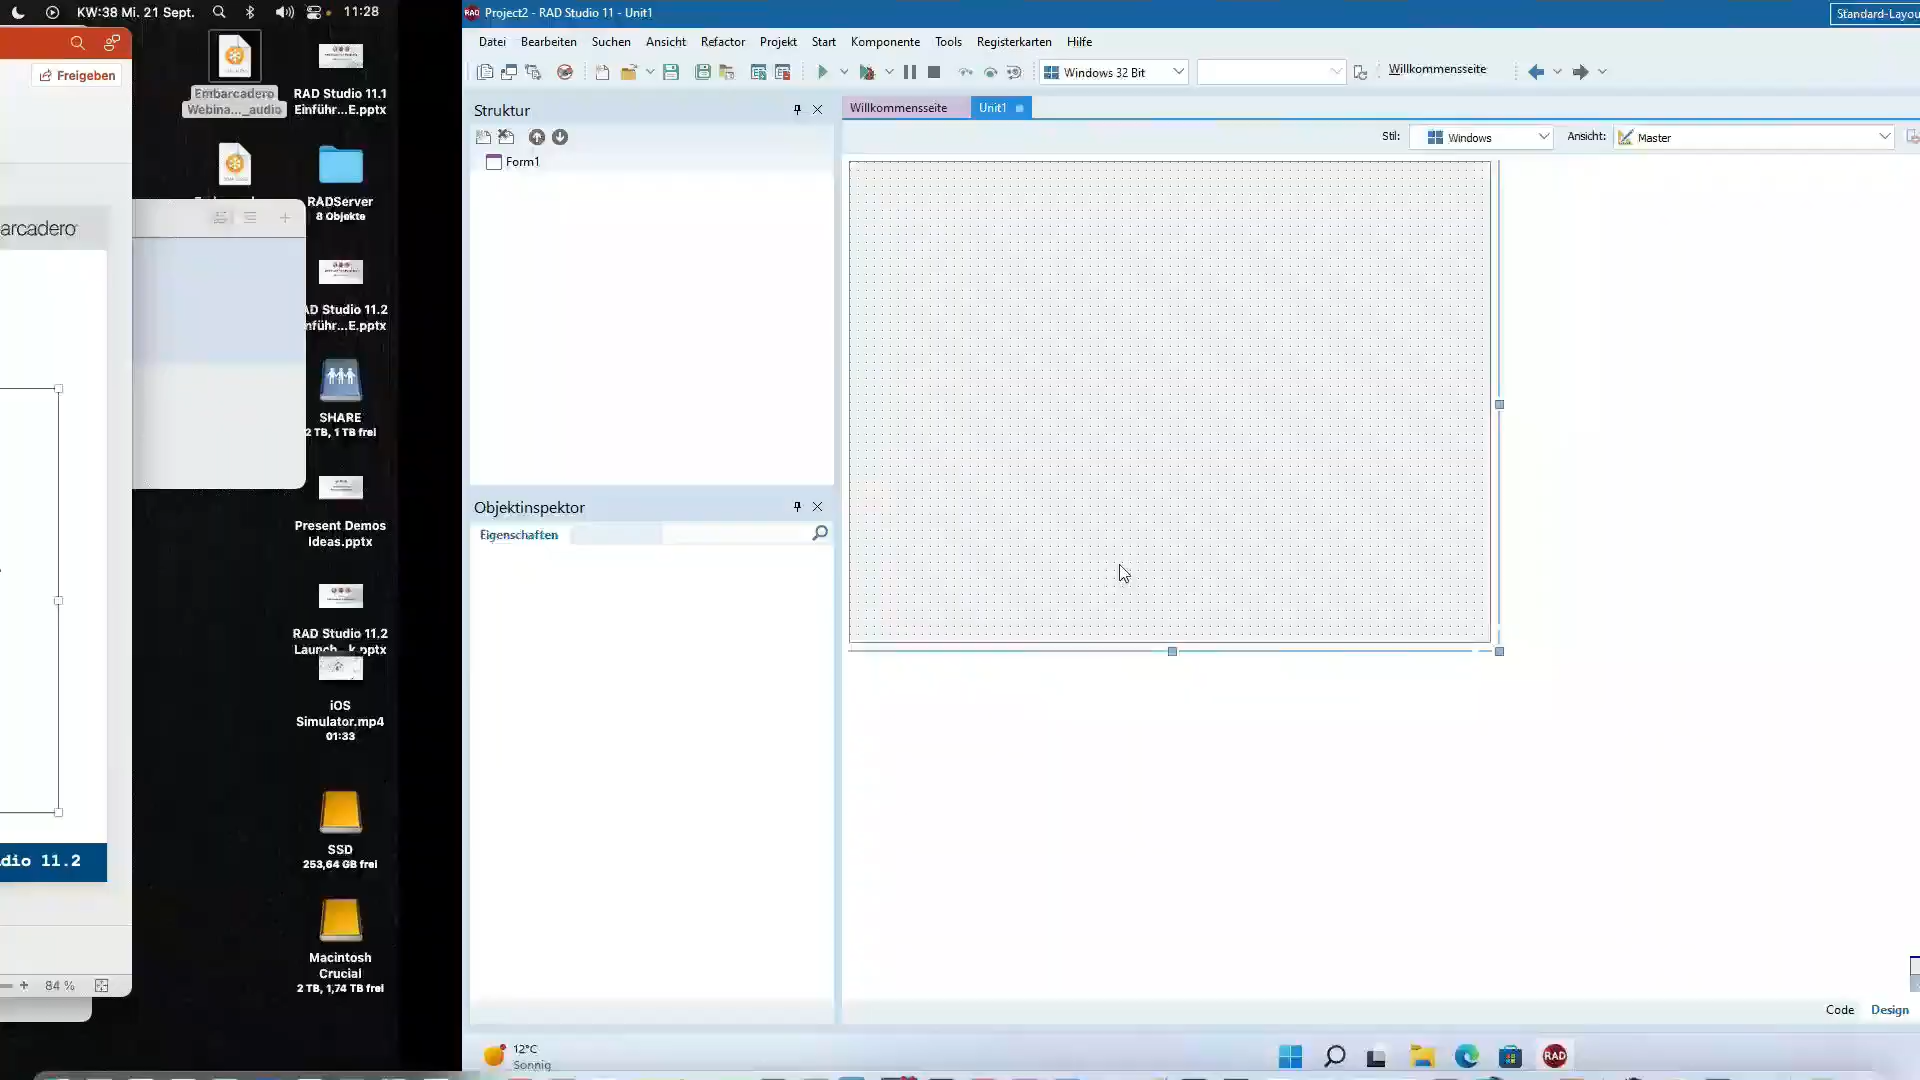 KW:38 Mi. 21 Sept.
11:28
Freigeben
arcadero
dio 11.2
84 %
Embarcadero
Webina..._audio
RAD Studio 11.1
Einführ...E.pptx
RADServer
8 Objekte
AD Studio 11.2
nführ...E.pptx
SHARE
2 TB, 1 TB frei
Present Demos
Ideas.pptx
RAD Studio 11.2
Launch...k.pptx
iOS
Simulator.mp4
01:33
SSD
253,64 GB frei
Macintosh
Crucial
2 TB, 1,74 TB frei
RAD
Project2 - RAD Studio 11 - Unit1
Standard-Layou
Datei
Bearbeiten
Suchen
Ansicht
Refactor
Projekt
Start
Komponente
Tools
Registerkarten
Hilfe
Windows 32 Bit
Willkommensseite
Struktur
Form1
Objektinspektor
Eigenschaften
Willkommensseite
Unit1
Stil:
Windows
Ansicht:
Master
Code
Design
12°C
Sonnig
RAD